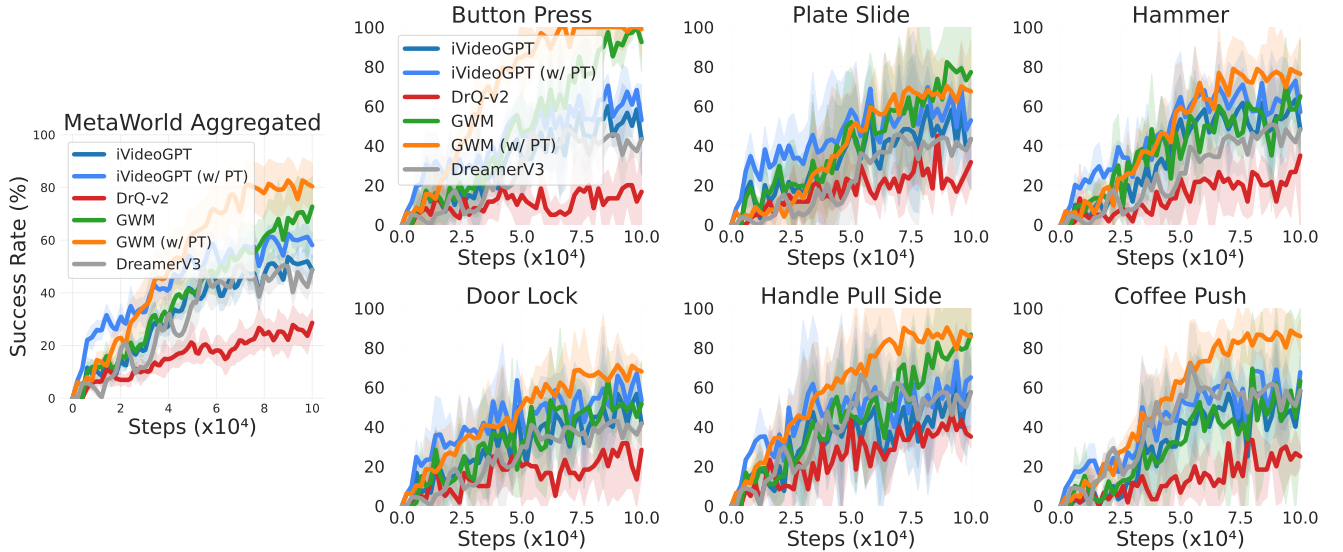 MetaWorld Aggregated
Success Rate (%)
100
80
60
40
20
0
iVideoGPT
iVideoGPT (w/ PT)
DrQ-v2
GWM
GWM (w/ PT)
DreamerV3
0 2 4 6 8 10
Steps (x10⁴)
Button Press
100
80
60
40
20
0
iVideoGPT
iVideoGPT (w/ PT)
DrQ-v2
GWM
GWM (w/ PT)
DreamerV3
0.0 2.5 5.0 7.5 10.0
Steps (x10⁴)
Plate Slide
100
80
60
40
20
0
0.0 2.5 5.0 7.5 10.0
Steps (x10⁴)
Hammer
100
80
60
40
20
0
0.0 2.5 5.0 7.5 10.0
Steps (x10⁴)
Door Lock
100
80
60
40
20
0
0.0 2.5 5.0 7.5 10.0
Steps (x10⁴)
Handle Pull Side
100
80
60
40
20
0
0.0 2.5 5.0 7.5 10.0
Steps (x10⁴)
Coffee Push
100
80
60
40
20
0
0.0 2.5 5.0 7.5 10.0
Steps (x10⁴)